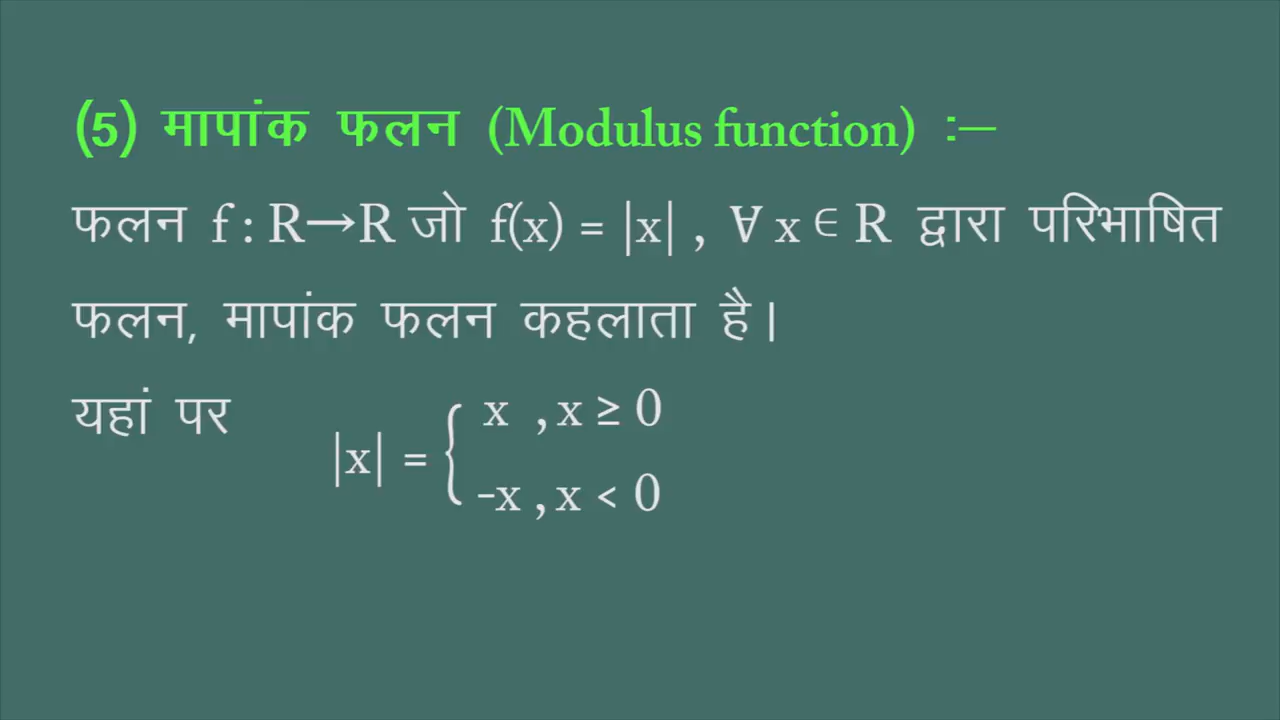 (5) मापांक फलन (Modulus function) :–
फलन f : R→R जो f(x) = |x| , ∀ x ∈ R द्वारा परिभाषित
फलन, मापांक फलन कहलाता है।
यहां पर
|x| = { x , x ≥ 0
-x , x < 0